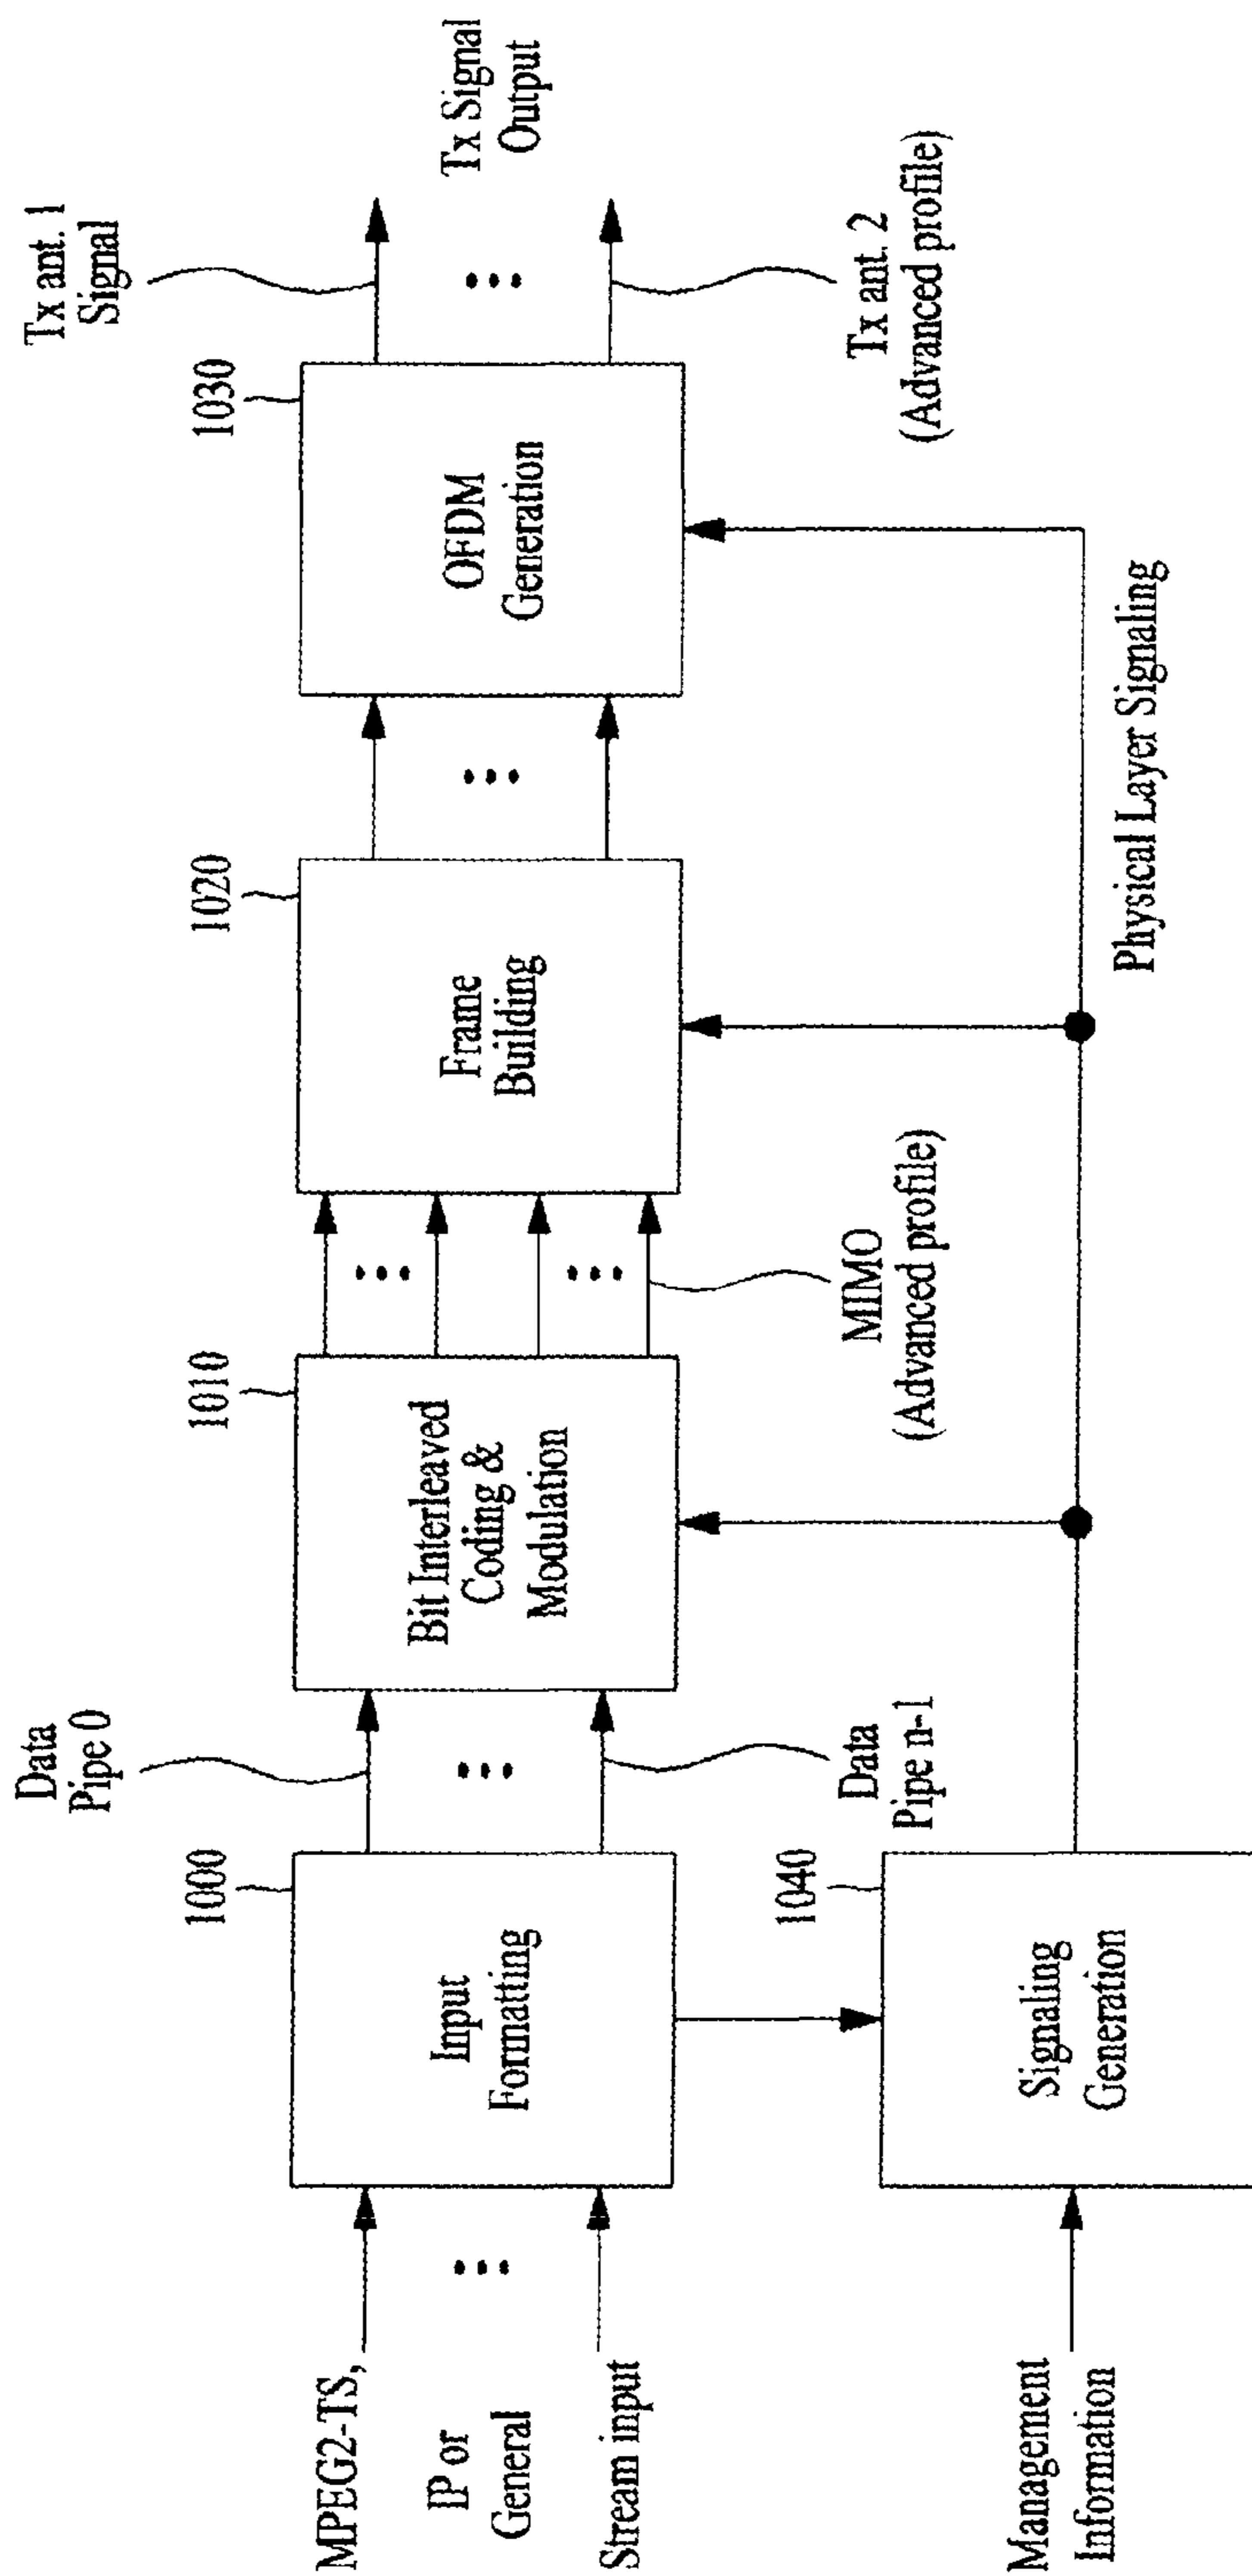 MPEG2-TS,
IP or
General
Stream input
Management
Information
1000
Input
Formatting
1040
Signaling
Generation
Data
Pipe 0
Data
Pipe n-1
1010
Bit Interleaved
Coding &
Modulation
MIMO
(Advanced profile)
1020
Frame
Building
Physical Layer Signaling
1030
OFDM
Generation
Tx ant. 1
Signal
Tx Signal
Output
Tx ant. 2
(Advanced profile)